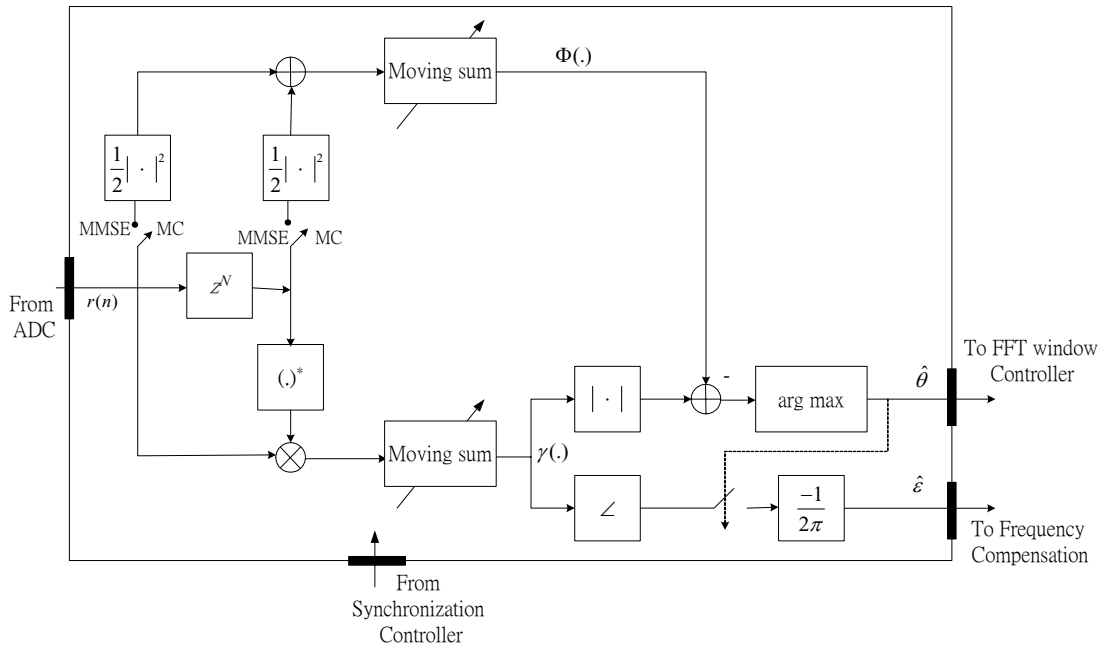 Moving sum
Φ(.)
1/2|·|²
1/2|·|²
MMSE
MC
MMSE
MC
z^N
r(n)
From
ADC
(.)*
|·|
-
arg max
θ̂
To FFT window
Controller
Moving sum
γ(.)
∠
-1/2π
ε̂
To Frequency
Compensation
From
Synchronization
Controller